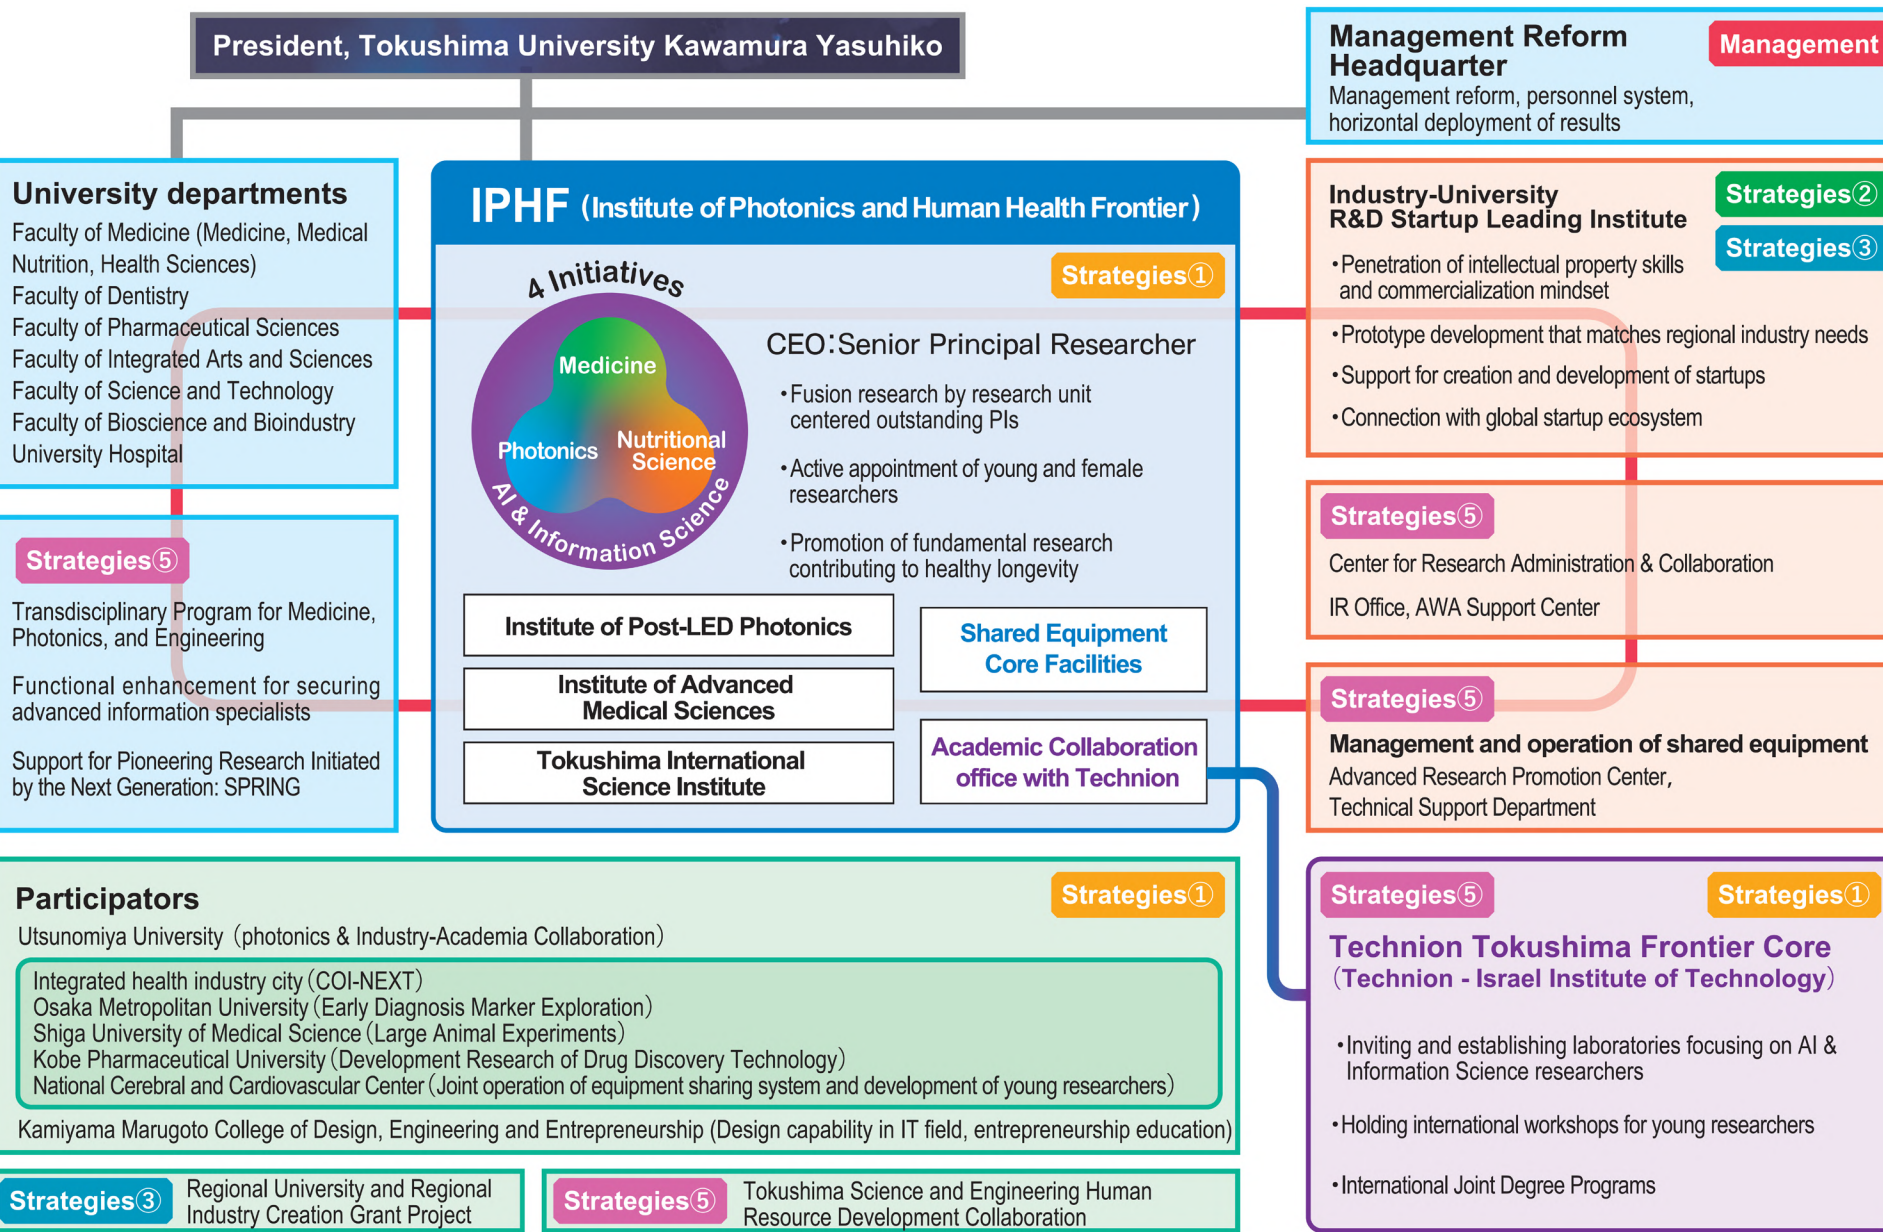 President, Tokushima University Kawamura Yasuhiko
Management Reform
Headquarter
Management
Management reform, personnel system,
horizontal deployment of results
University departments
Faculty of Medicine (Medicine, Medical
Nutrition, Health Sciences)
Faculty of Dentistry
Faculty of Pharmaceutical Sciences
Faculty of Integrated Arts and Sciences
Faculty of Science and Technology
Faculty of Bioscience and Bioindustry
University Hospital
Strategies⑤
Transdisciplinary Program for Medicine,
Photonics, and Engineering
Functional enhancement for securing
advanced information specialists
Support for Pioneering Research Initiated
by the Next Generation: SPRING
IPHF (Institute of Photonics and Human Health Frontier)
Strategies①
4 Initiatives
Medicine
Photonics
Nutritional
Science
AI & Information Science
CEO:Senior Principal Researcher
・Fusion research by research unit
centered outstanding PIs
・Active appointment of young and female
researchers
・Promotion of fundamental research
contributing to healthy longevity
Institute of Post-LED Photonics
Institute of Advanced
Medical Sciences
Tokushima International
Science Institute
Shared Equipment
Core Facilities
Academic Collaboration
office with Technion
Industry-University
R&D Startup Leading Institute
Strategies②
Strategies③
・Penetration of intellectual property skills
and commercialization mindset
・Prototype development that matches regional industry needs
・Support for creation and development of startups
・Connection with global startup ecosystem
Strategies⑤
Center for Research Administration & Collaboration
IR Office, AWA Support Center
Strategies⑤
Management and operation of shared equipment
Advanced Research Promotion Center,
Technical Support Department
Participators
Strategies①
Utsunomiya University (photonics & Industry-Academia Collaboration)
Integrated health industry city (COI-NEXT)
Osaka Metropolitan University (Early Diagnosis Marker Exploration)
Shiga University of Medical Science (Large Animal Experiments)
Kobe Pharmaceutical University (Development Research of Drug Discovery Technology)
National Cerebral and Cardiovascular Center (Joint operation of equipment sharing system and development of young researchers)
Kamiyama Marugoto College of Design, Engineering and Entrepreneurship (Design capability in IT field, entrepreneurship education)
Strategies③
Regional University and Regional
Industry Creation Grant Project
Strategies⑤
Tokushima Science and Engineering Human
Resource Development Collaboration
Strategies⑤
Strategies①
Technion Tokushima Frontier Core
(Technion - Israel Institute of Technology)
・Inviting and establishing laboratories focusing on AI &
Information Science researchers
・Holding international workshops for young researchers
・International Joint Degree Programs